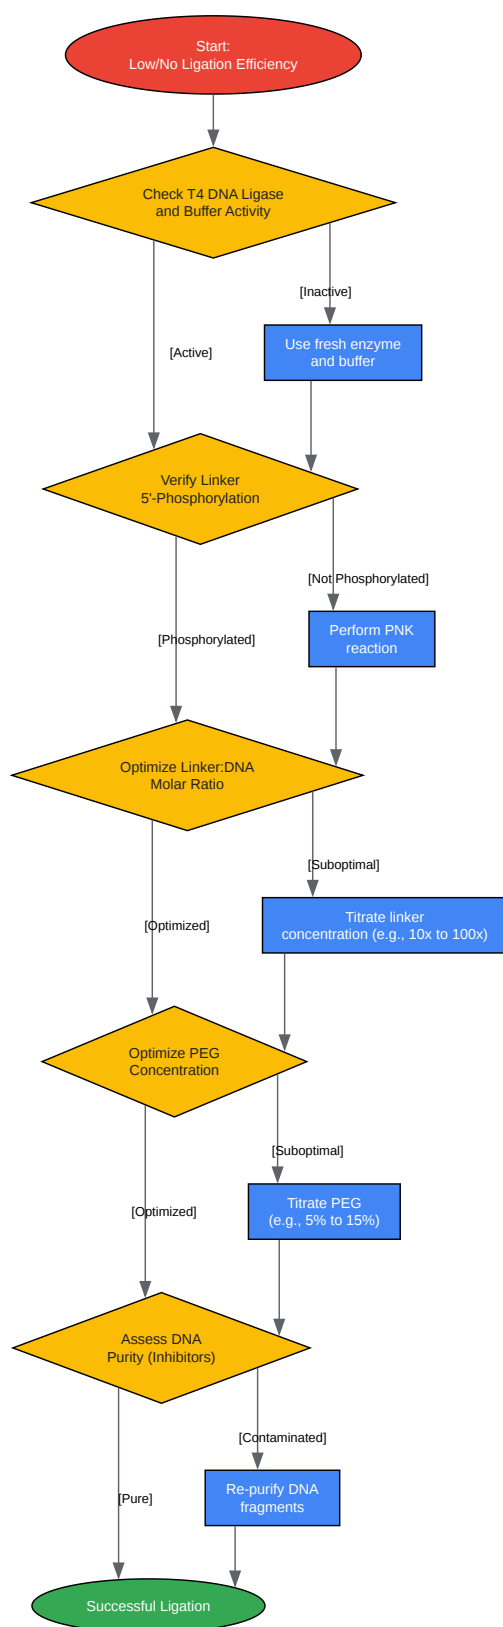 Start:
Low/No Ligation Efficiency
Check T4 DNA Ligase
and Buffer Activity
[Inactive]
Use fresh enzyme
and buffer
[Active]
Verify Linker
5'-Phosphorylation
[Not Phosphorylated]
Perform PNK
reaction
[Phosphorylated]
Optimize Linker:DNA
Molar Ratio
[Suboptimal]
Titrate linker
concentration (e.g., 10x to 100x)
[Optimized]
Optimize PEG
Concentration
[Suboptimal]
Titrate PEG
(e.g., 5% to 15%)
[Optimized]
Assess DNA
Purity (Inhibitors)
[Contaminated]
Re-purify DNA
fragments
[Pure]
Successful Ligation